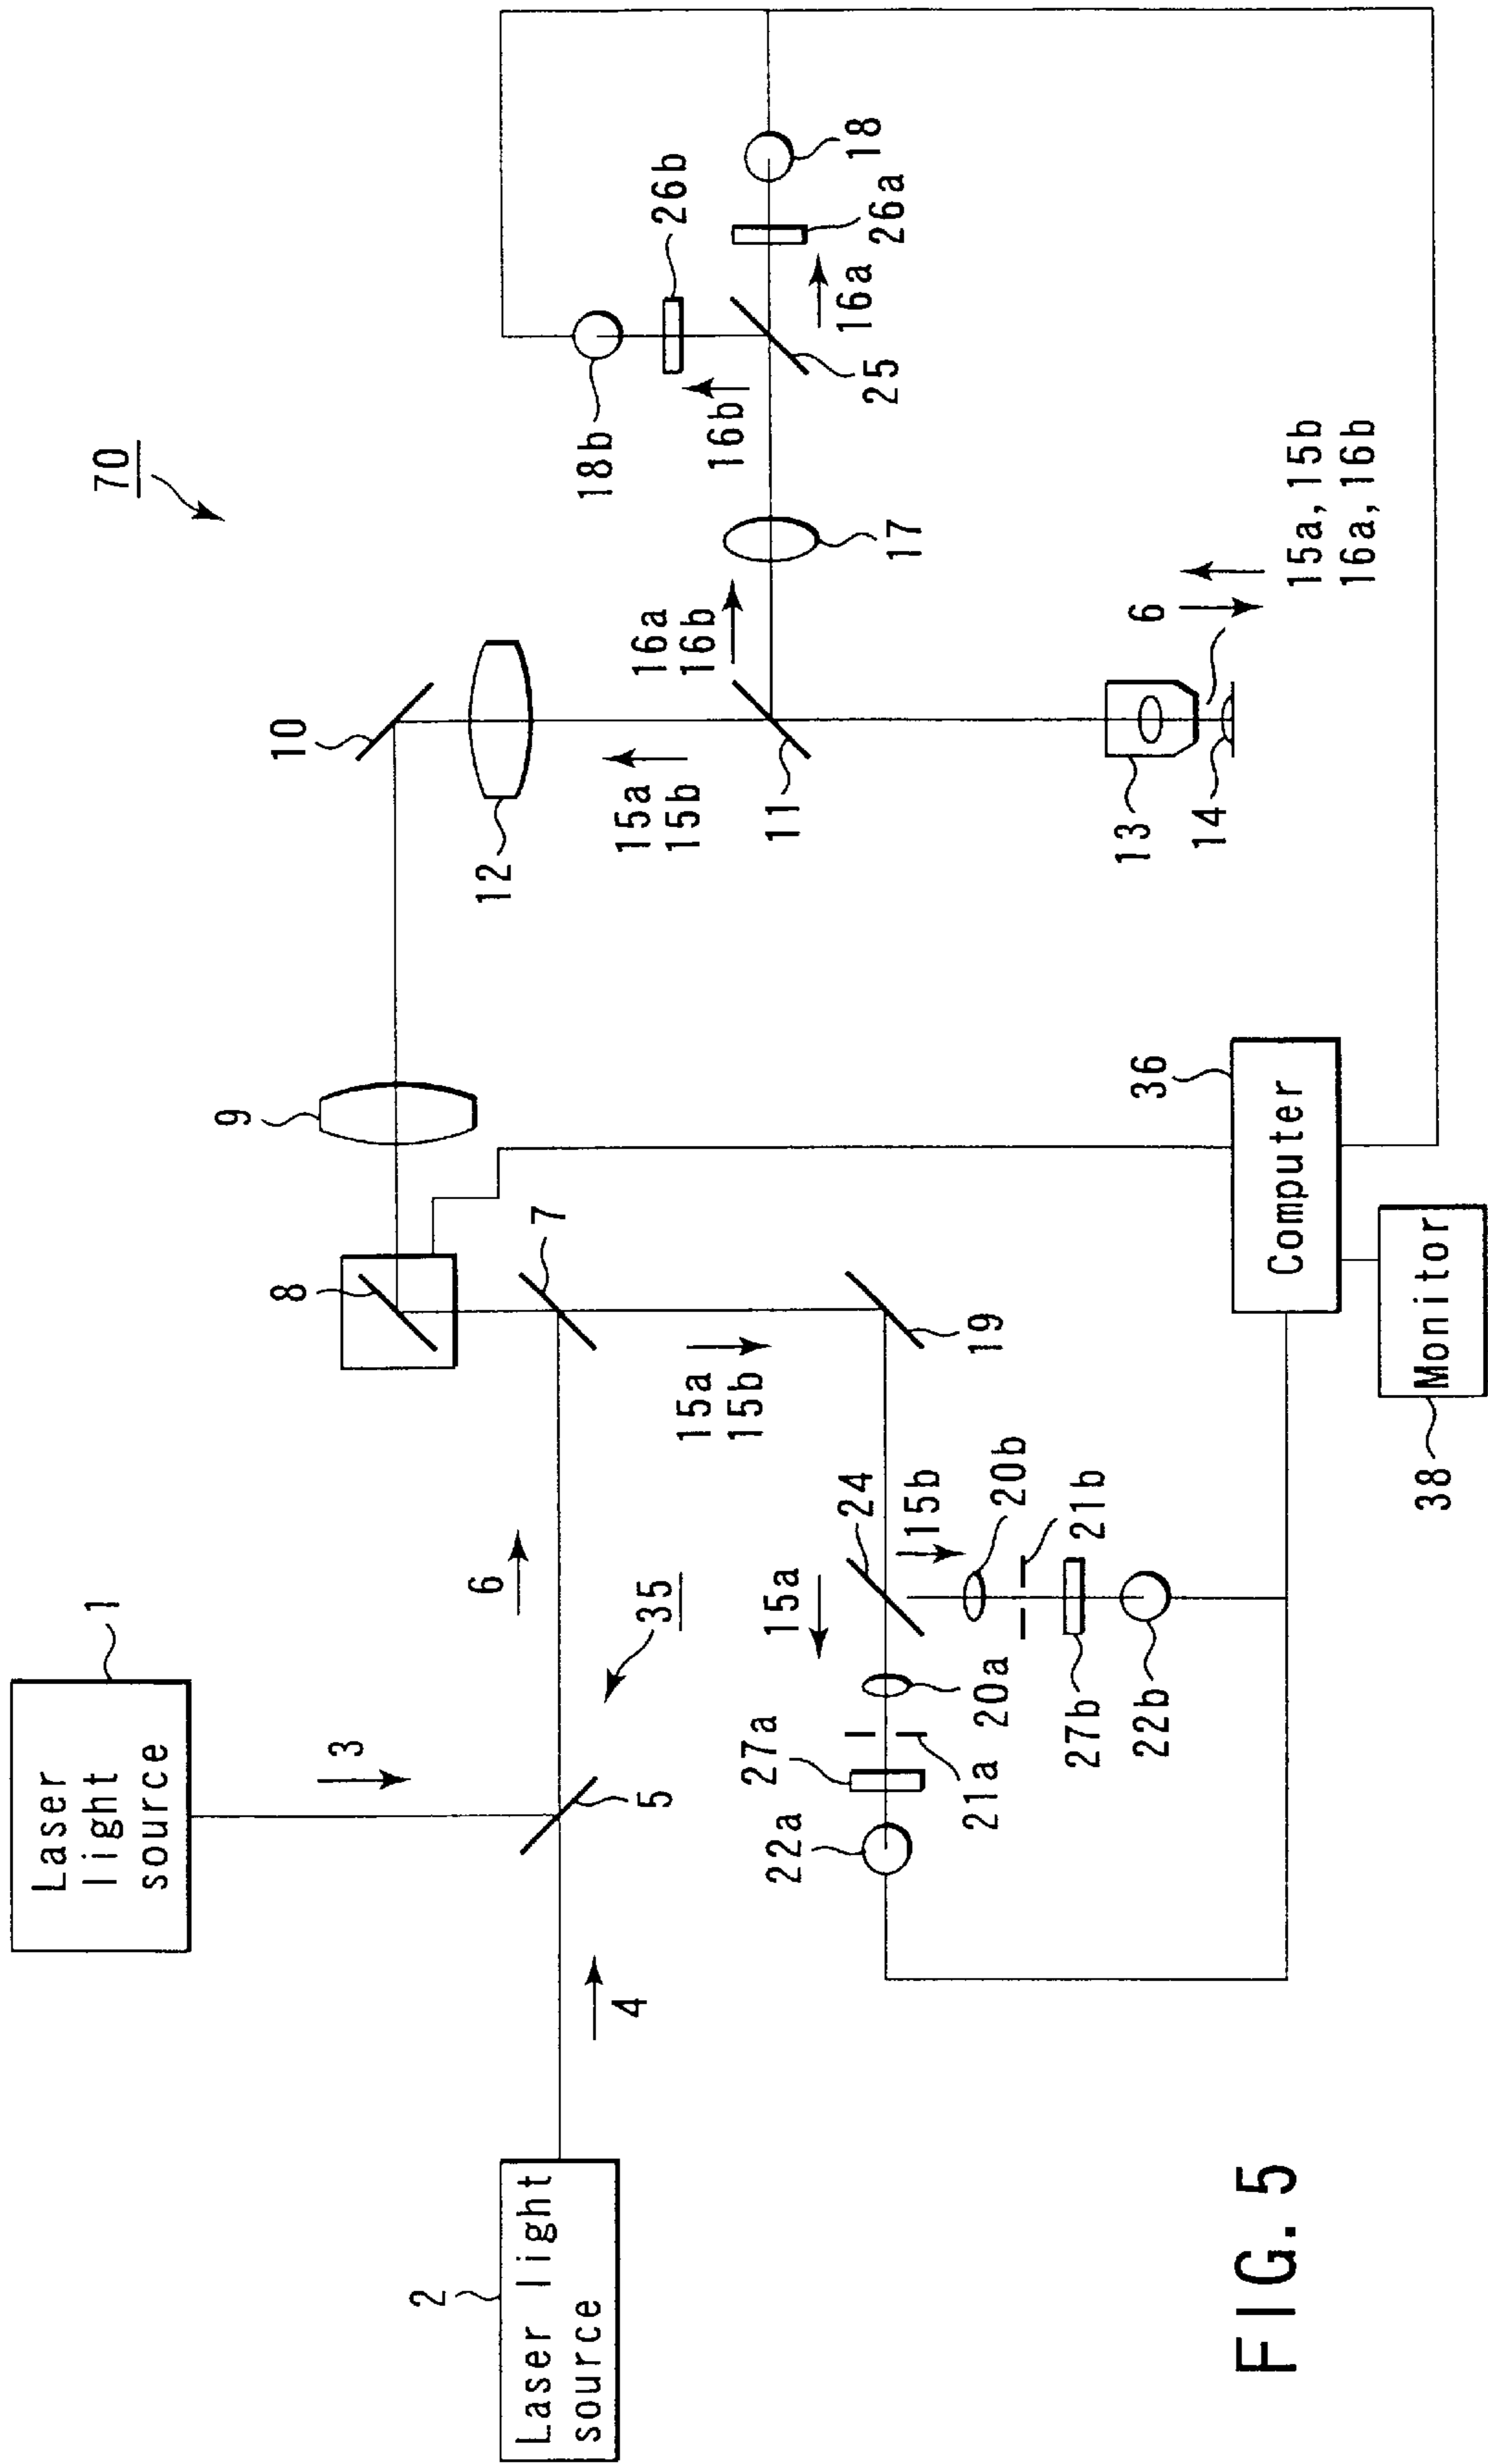 70
1
Laser
light
source
2
Laser light
source
3
4
5
6
35
7
8
9
10
12
15a
15b
11
16a
16b
17
18b
26b
16b
25
16a
26a
18
13
14
6
15a, 15b
16a, 16b
15a
15b
19
24
15a
15b
20b
21b
27b
22b
20a
21a
27a
22a
36
Computer
Monitor
38
FIG. 5